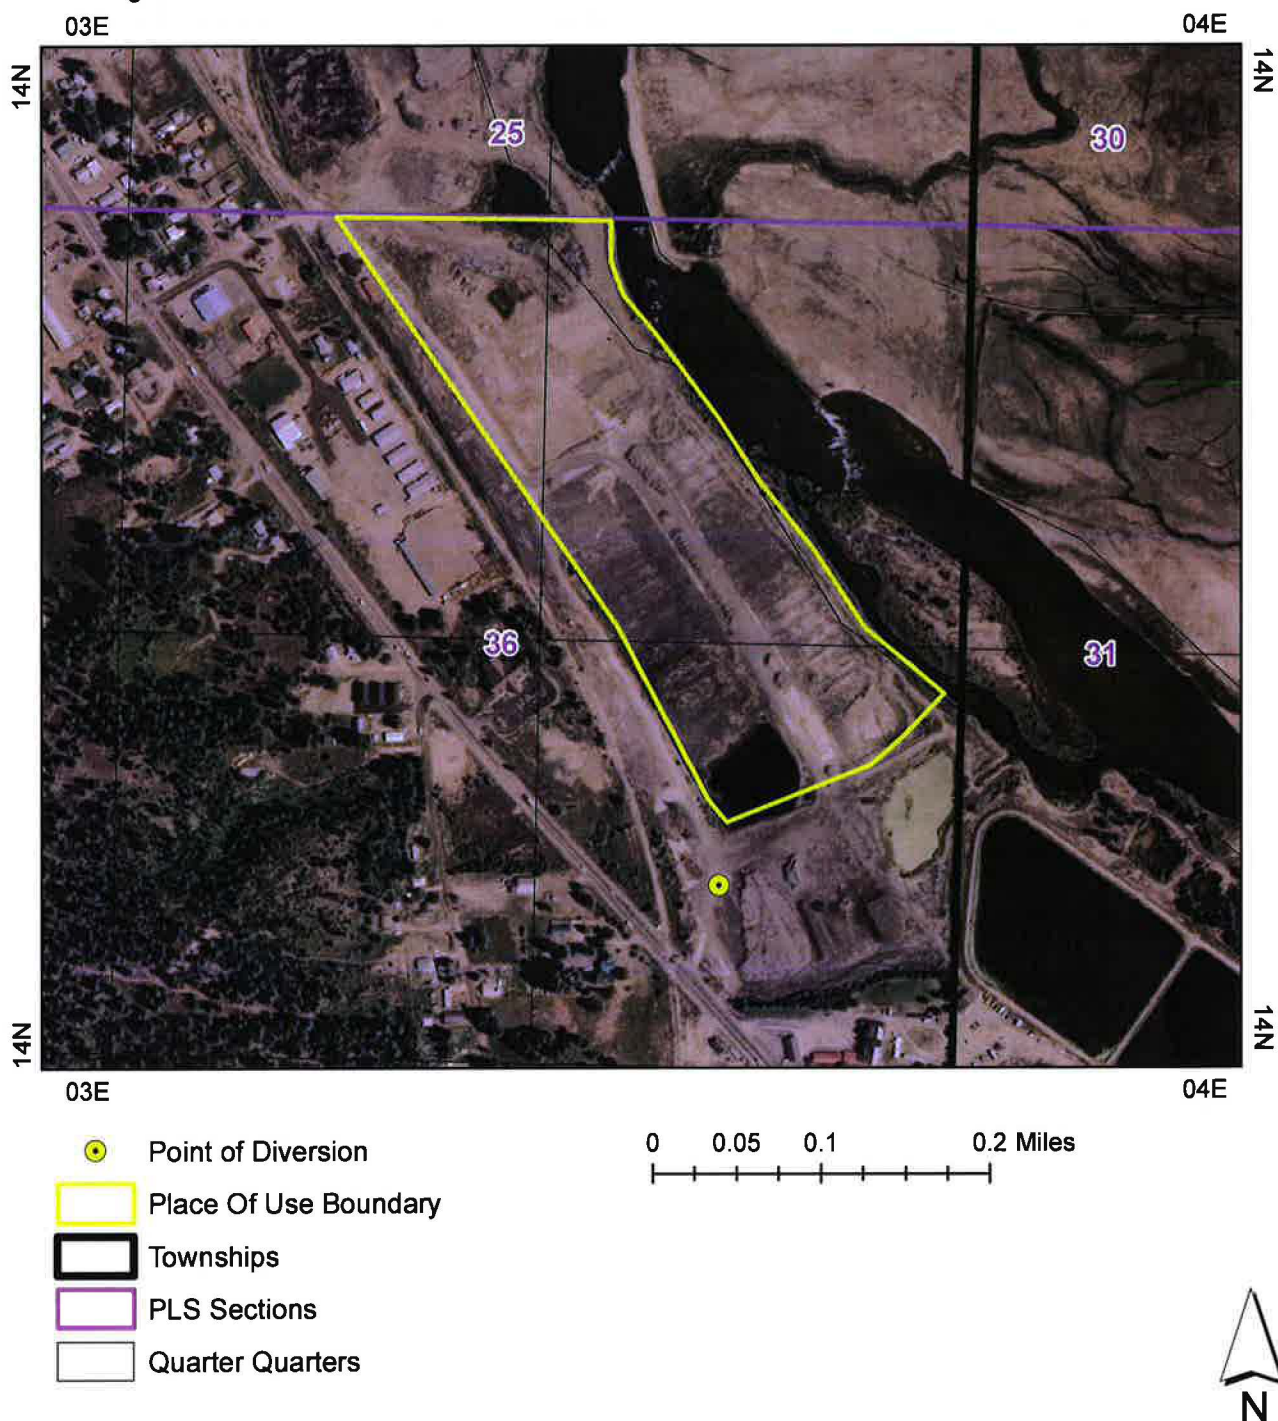 03E 04E
14N 14N
25 30
36 31
14N 14N
03E 04E
Point of Diversion
Place Of Use Boundary
Townships
PLS Sections
Quarter Quarters
0 0.05 0.1 0.2 Miles
N